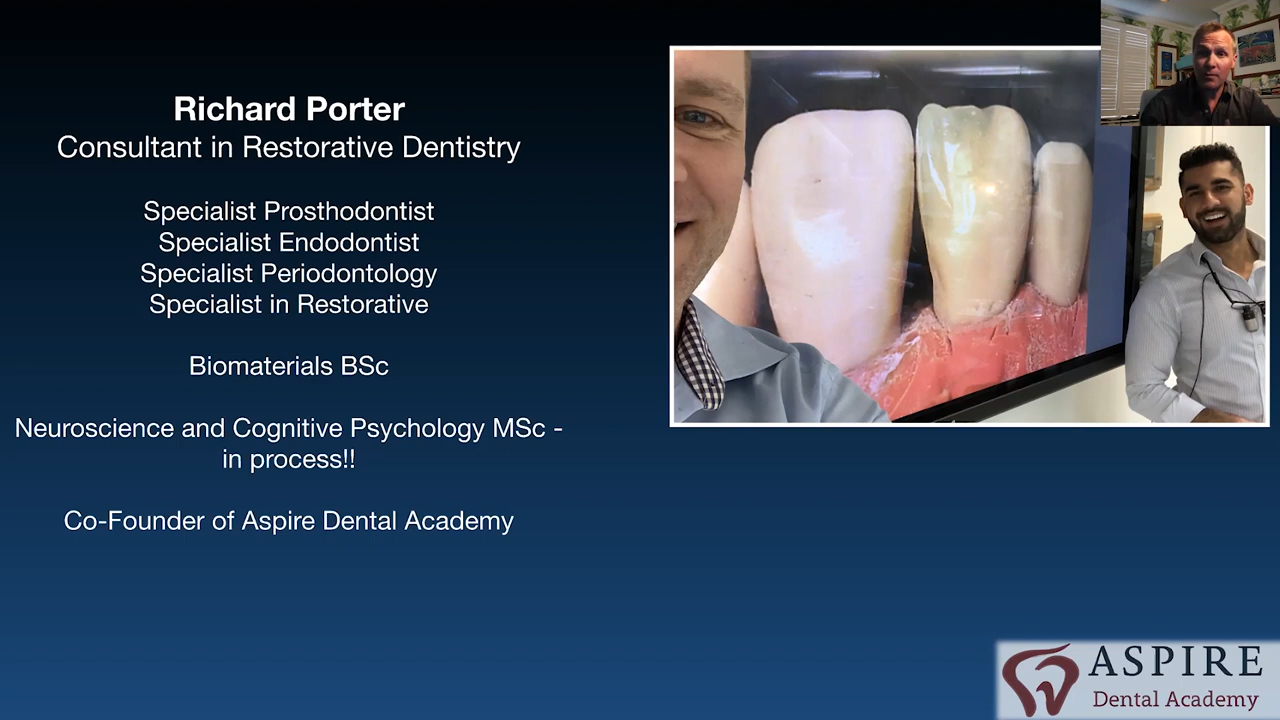 Richard Porter
Consultant in Restorative Dentistry
Specialist Prosthodontist
Specialist Endodontist
Specialist Periodontology
Specialist in Restorative
Biomaterials BSc
Neuroscience and Cognitive Psychology MSc -
in process!!
Co-Founder of Aspire Dental Academy
ASPIRE
Dental Academy